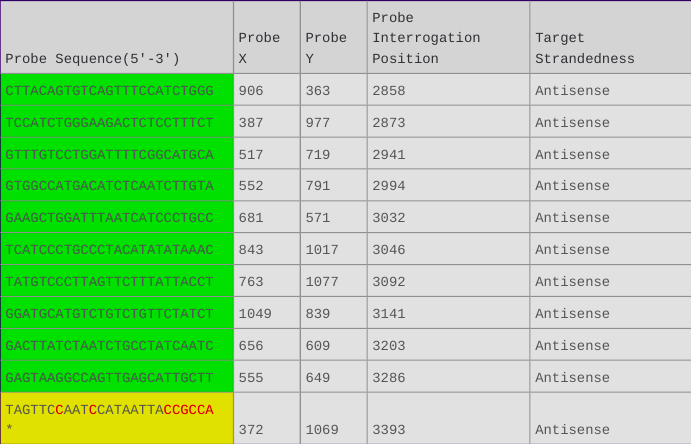 Probe Sequence(5'-3') Probe X Probe Y Probe Interrogation Position Target Strandedness
CTTACAGTGTCAGTTTCCATCTGGG 906 363 2858 Antisense
TCCATCTGGGAAGACTCTCCTTTCT 387 977 2873 Antisense
GTTTGTCCTGGATTTTCGGCATGCA 517 719 2941 Antisense
GTGGCCATGACATCTCAATCTTGTA 552 791 2994 Antisense
GAAGCTGGATTTAATCATCCCTGCC 681 571 3032 Antisense
TCATCCCTGCCCTACATATATAAAC 843 1017 3046 Antisense
TATGTCCCTTAGTTCTTTATTACCT 763 1077 3092 Antisense
GGATGCATGTCTGTCTGTTCTATCT 1049 839 3141 Antisense
GACTTATCTAATCTGCCTATCAATC 656 609 3203 Antisense
GAGTAAGGCCAGTTGAGCATTGCTT 555 649 3286 Antisense
TAGTTCCAATCCATAATTACCGCCA
* 372 1069 3393 Antisense